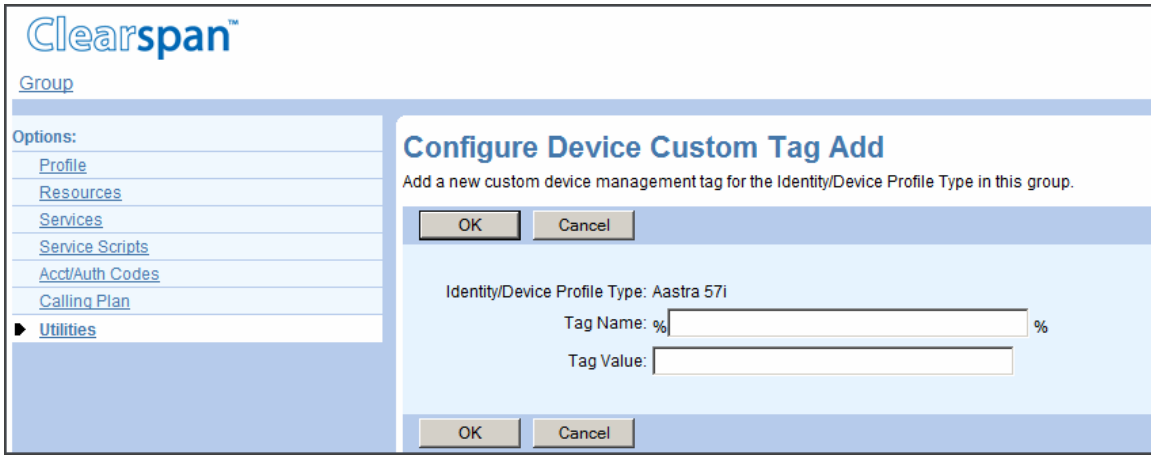 Clearspan™
Group
Options:
Profile
Resources
Services
Service Scripts
Acct/Auth Codes
Calling Plan
Utilities
Configure Device Custom Tag Add
Add a new custom device management tag for the Identity/Device Profile Type in this group.
OK Cancel
Identity/Device Profile Type: Aastra 57i
Tag Name: % %
Tag Value:
OK Cancel